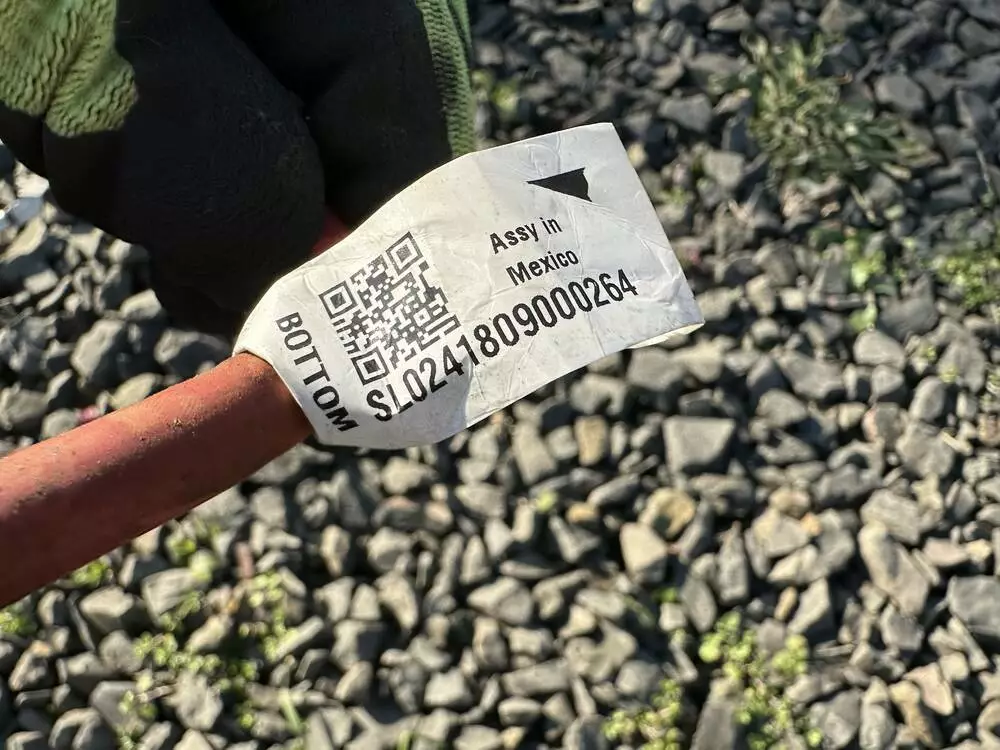 Assy in
Mexico
SL0241809000264
BOTTOM